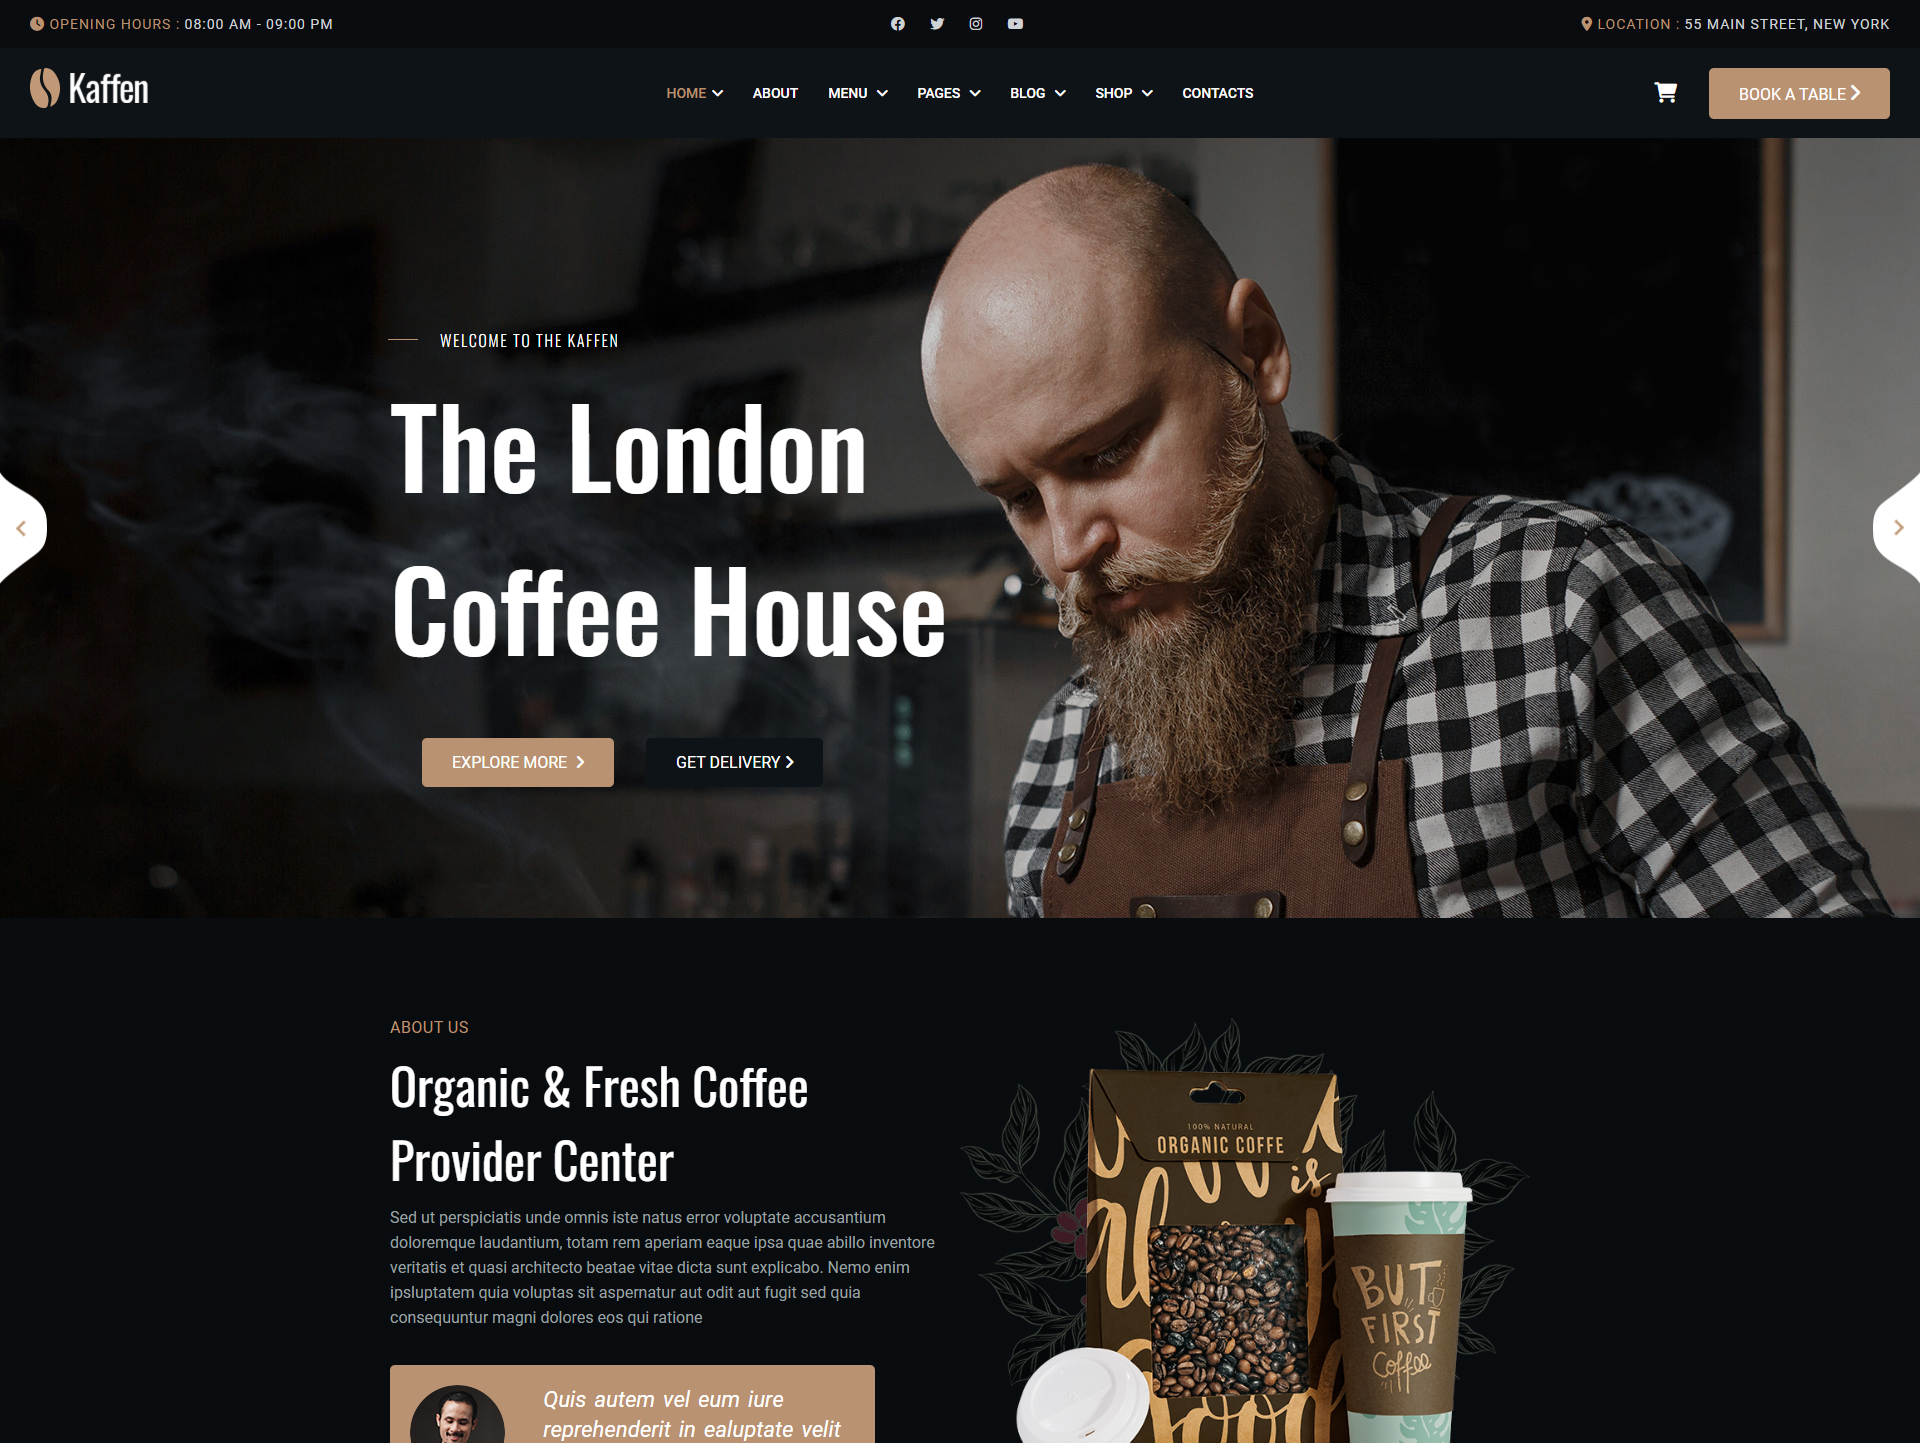 OPENING HOURS : 08:00 AM - 09:00 PM
LOCATION : 55 MAIN STREET, NEW YORK
Kaffen
HOME
ABOUT
MENU
PAGES
BLOG
SHOP
CONTACTS
BOOK A TABLE
WELCOME TO THE KAFFEN
The London
Coffee House
EXPLORE MORE
GET DELIVERY
ABOUT US
Organic & Fresh Coffee
Provider Center
Sed ut perspiciatis unde omnis iste natus error voluptate accusantium
doloremque laudantium, totam rem aperiam eaque ipsa quae abillo inventore
veritatis et quasi architecto beatae vitae dicta sunt explicabo. Nemo enim
ipsluptatem quia voluptas sit aspernatur aut odit aut fugit sed quia
consequuntur magni dolores eos qui ratione
Quis autem vel eum iure
reprehenderit in ealuptate velit
100% NATURAL
ORGANIC COFFE
is
BUT
FIRST
Coffee